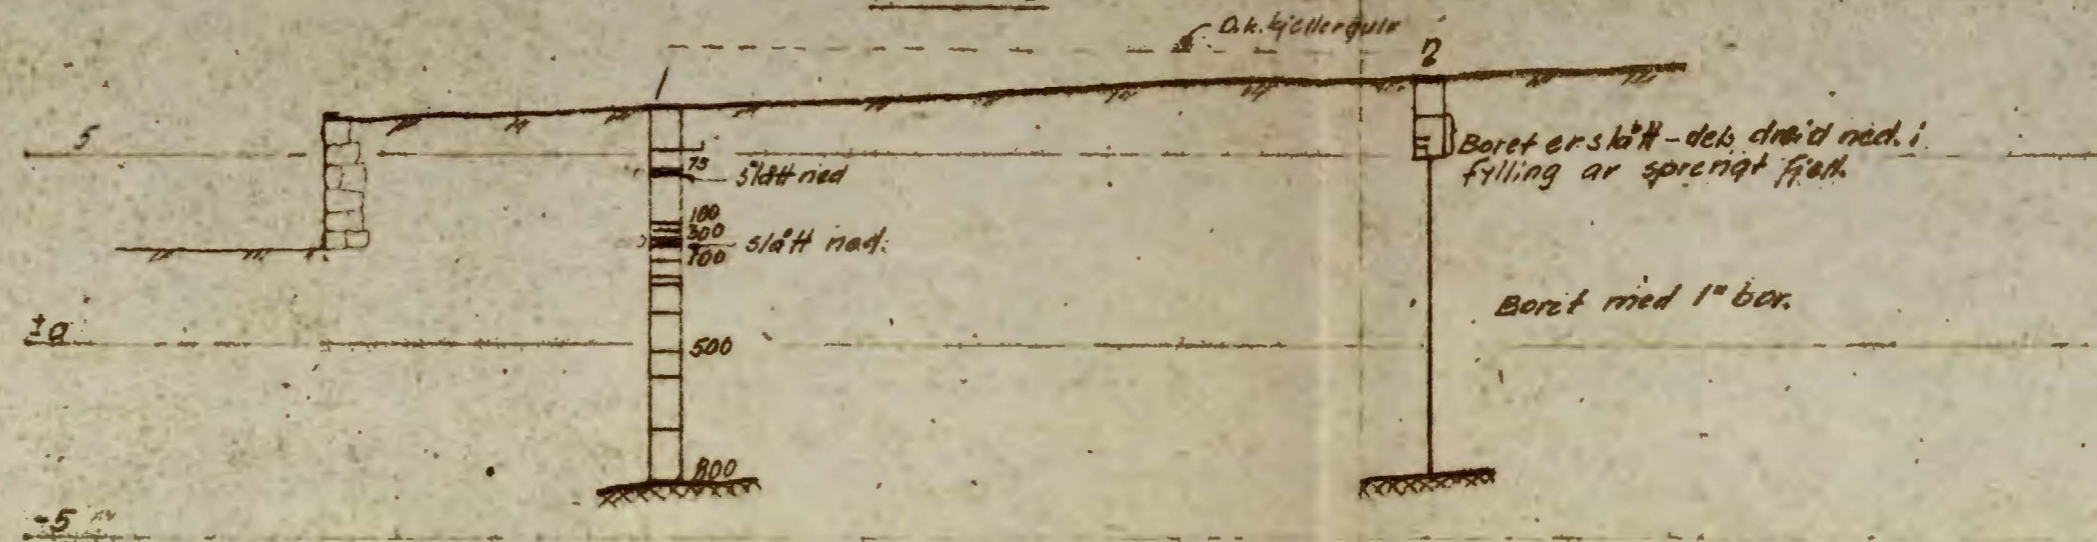 O.k. kjellergulv
1
2
5
75
slått ned
Boret er slått - dels dreid ned i
fylling av sprengt fjell.
100
300
700
slått ned.
Boret med 1" bor.
±0
500
800
-5